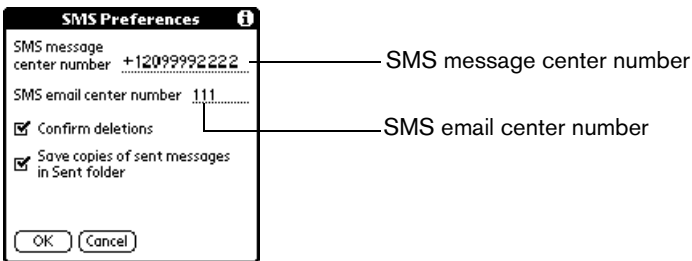 SMS Preferences i
SMS message
center number +12099992222
SMS message center number
SMS email center number 111
SMS email center number
Confirm deletions
Save copies of sent messages
in Sent folder
OK Cancel